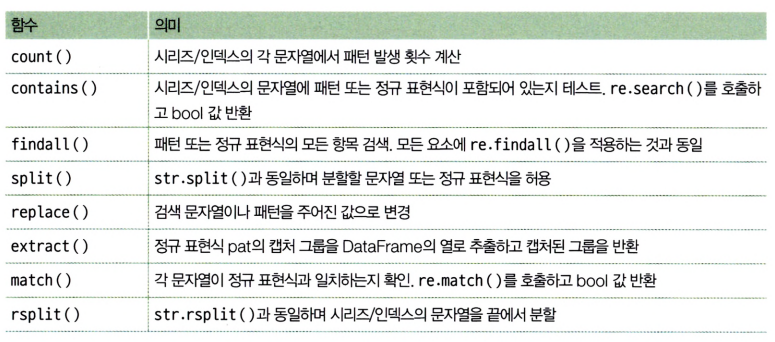 함수 의미
count() 시리즈/인덱스의 각 문자열에서 패턴 발생 횟수 계산
contains() 시리즈/인덱스의 문자열에 패턴 또는 정규 표현식이 포함되어 있는지 테스트. re.search()를 호출하
고 bool 값 반환
findall() 패턴 또는 정규 표현식의 모든 항목 검색. 모든 요소에 re.findall()을 적용하는 것과 동일
split() str.split()과 동일하며 분할할 문자열 또는 정규 표현식을 허용
replace() 검색 문자열이나 패턴을 주어진 값으로 변경
extract() 정규 표현식 pat의 캡처 그룹을 DataFrame의 열로 추출하고 캡처된 그룹을 반환
match() 각 문자열이 정규 표현식과 일치하는지 확인. re.match()를 호출하고 bool 값 반환
rsplit() str.rsplit()과 동일하며 시리즈/인덱스의 문자열을 끝에서 분할